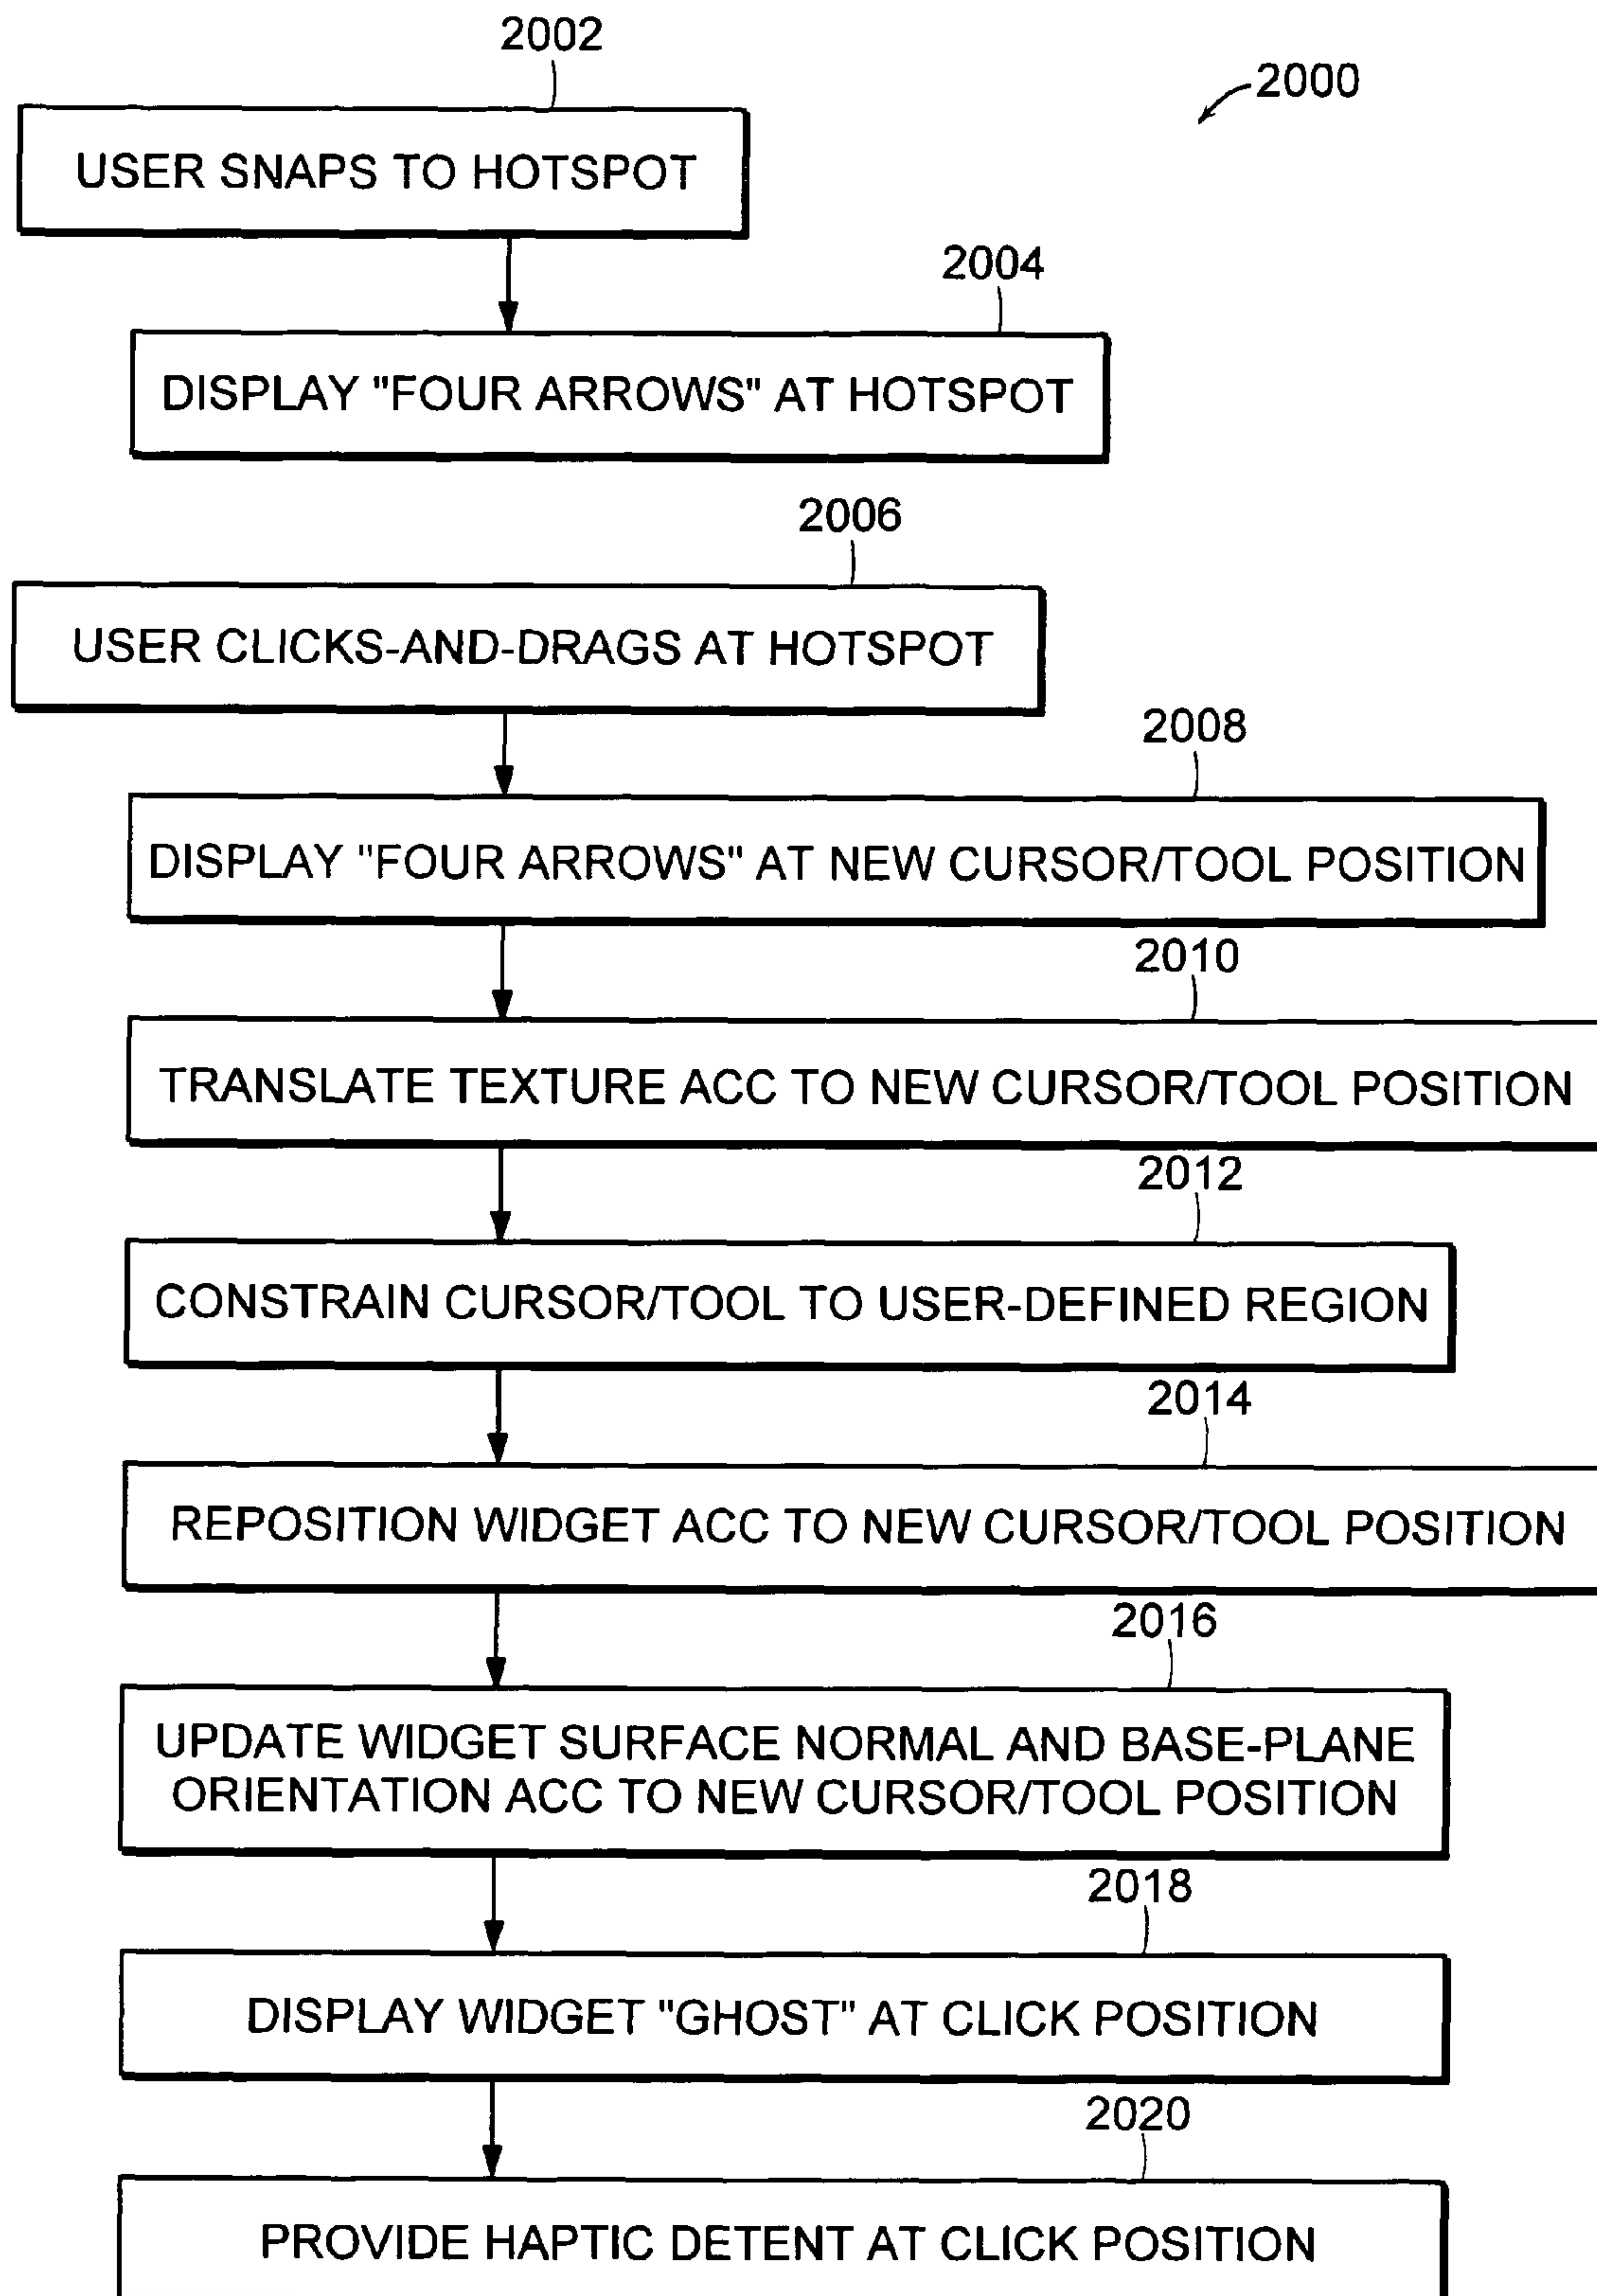 2002
2000
USER SNAPS TO HOTSPOT
2004
DISPLAY "FOUR ARROWS" AT HOTSPOT
2006
USER CLICKS-AND-DRAGS AT HOTSPOT
2008
DISPLAY "FOUR ARROWS" AT NEW CURSOR/TOOL POSITION
2010
TRANSLATE TEXTURE ACC TO NEW CURSOR/TOOL POSITION
2012
CONSTRAIN CURSOR/TOOL TO USER-DEFINED REGION
2014
REPOSITION WIDGET ACC TO NEW CURSOR/TOOL POSITION
2016
UPDATE WIDGET SURFACE NORMAL AND BASE-PLANE
ORIENTATION ACC TO NEW CURSOR/TOOL POSITION
2018
DISPLAY WIDGET "GHOST" AT CLICK POSITION
2020
PROVIDE HAPTIC DETENT AT CLICK POSITION